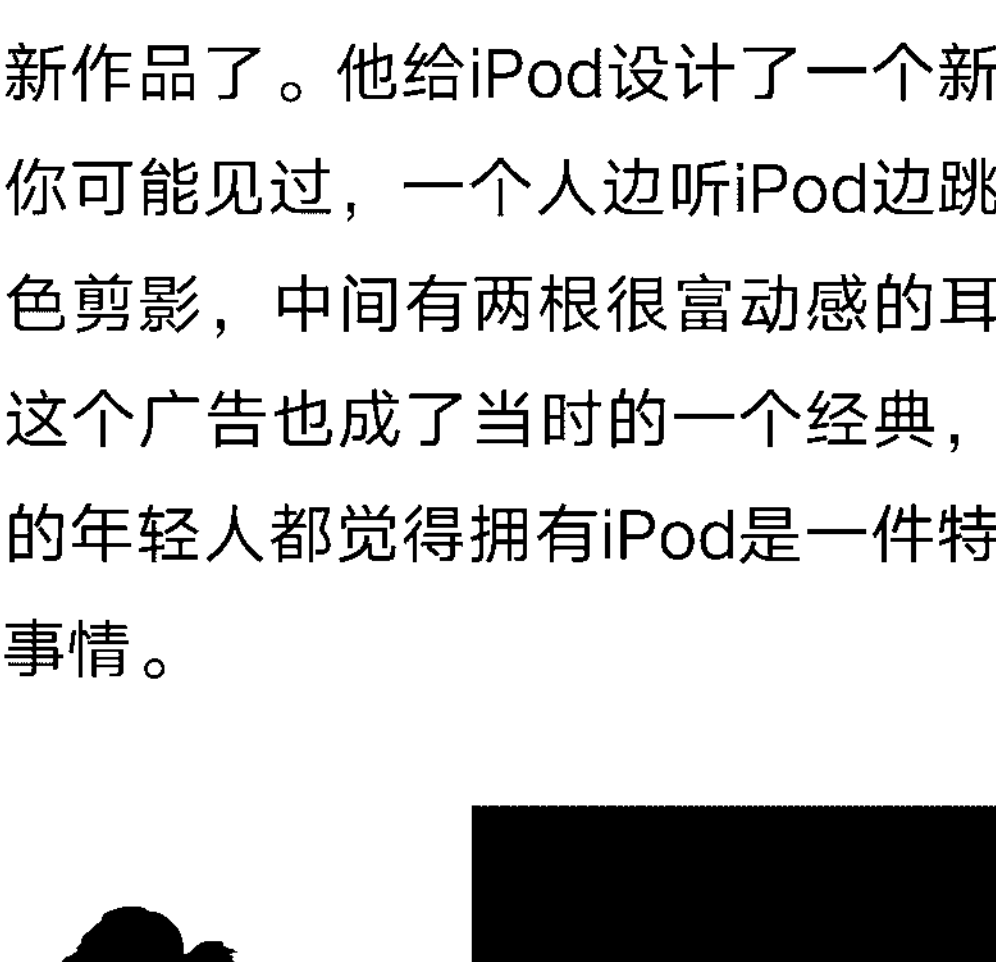 新作品了。他给iPod设计了一个新
你可能见过，一个人边听iPod边跳
色剪影，中间有两根很富动感的耳
这个广告也成了当时的一个经典，
的年轻人都觉得拥有iPod是一件特
事情。